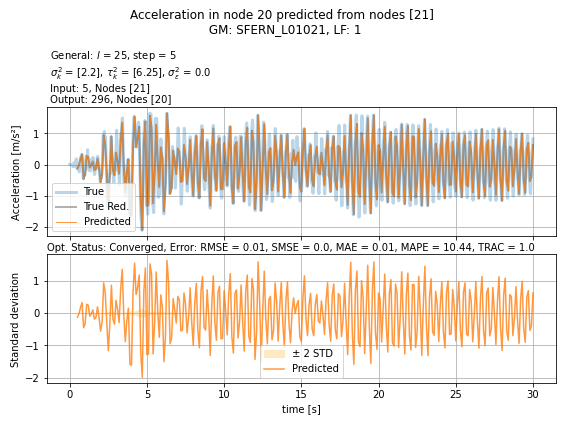 Acceleration in node 20 predicted from nodes [21]
GM: SFERN_L01021, LF: 1
General: l = 25, step = 5
σ²ₖ = [2.2], τ²ₖ = [6.25], σ²ε = 0.0
Input: 5, Nodes [21]
Output: 296, Nodes [20]
Acceleration [m/s²]
1
0
−1
−2
True
True Red.
Predicted
Opt. Status: Converged, Error: RMSE = 0.01, SMSE = 0.0, MAE = 0.01, MAPE = 10.44, TRAC = 1.0
Standard deviation
1
0
−1
−2
± 2 STD
Predicted
0 5 10 15 20 25 30
time [s]